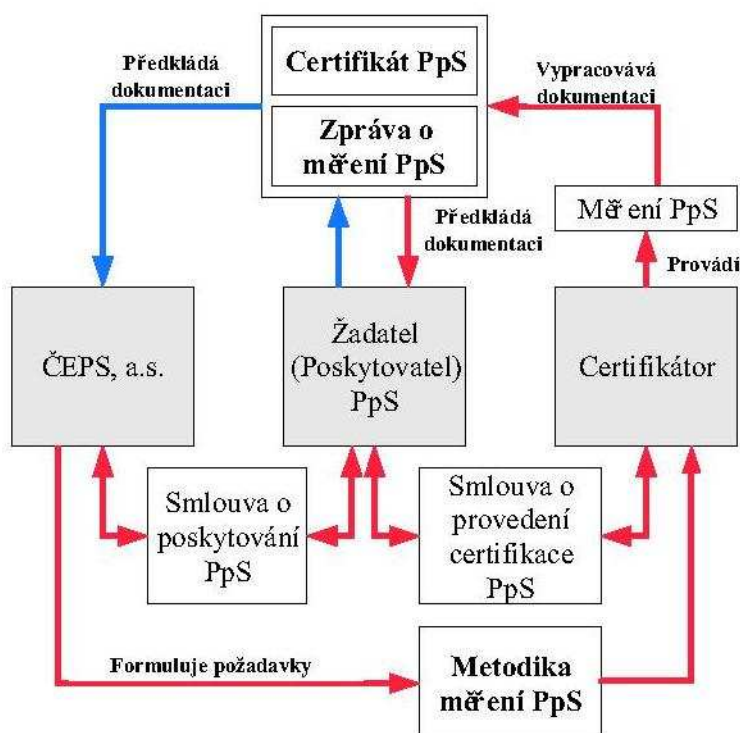 Předkládá
dokumentaci
Certifikát PpS
Zpráva o
měření PpS
Vypracovává
dokumentaci
Předkládá
dokumentaci
Měření PpS
Provádí
ČEPS, a.s.
Žadatel
(Poskytovatel)
PpS
Certifikátor
Smlouva o
poskytování
PpS
Smlouva o
provedení
certifikace
PpS
Formuluje požadavky
Metodika
měření PpS